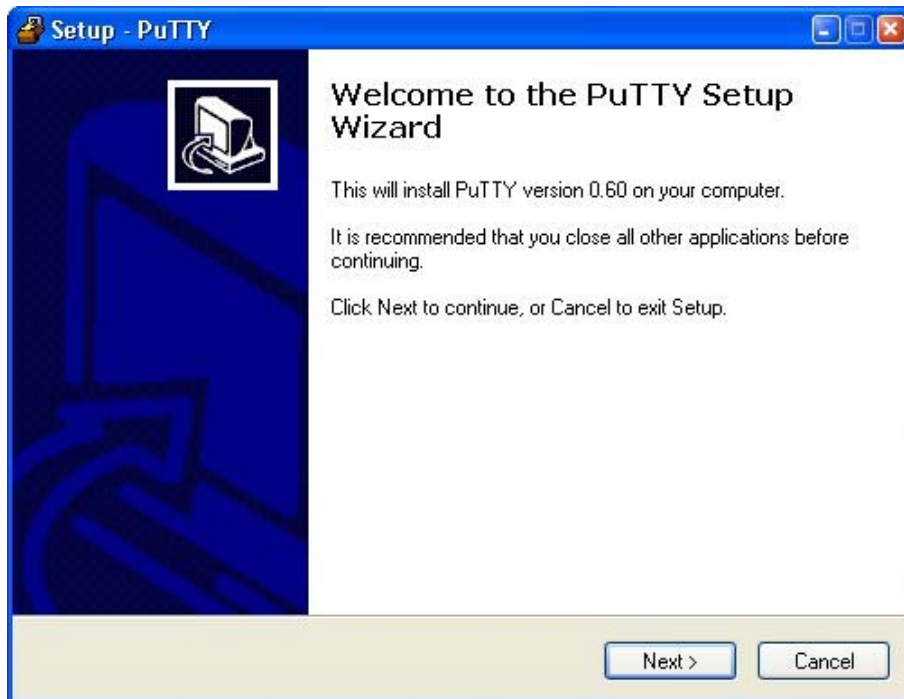 Setup - PuTTY
Welcome to the PuTTY Setup
Wizard
This will install PuTTY version 0.60 on your computer.
It is recommended that you close all other applications before
continuing.
Click Next to continue, or Cancel to exit Setup.
Next >
Cancel